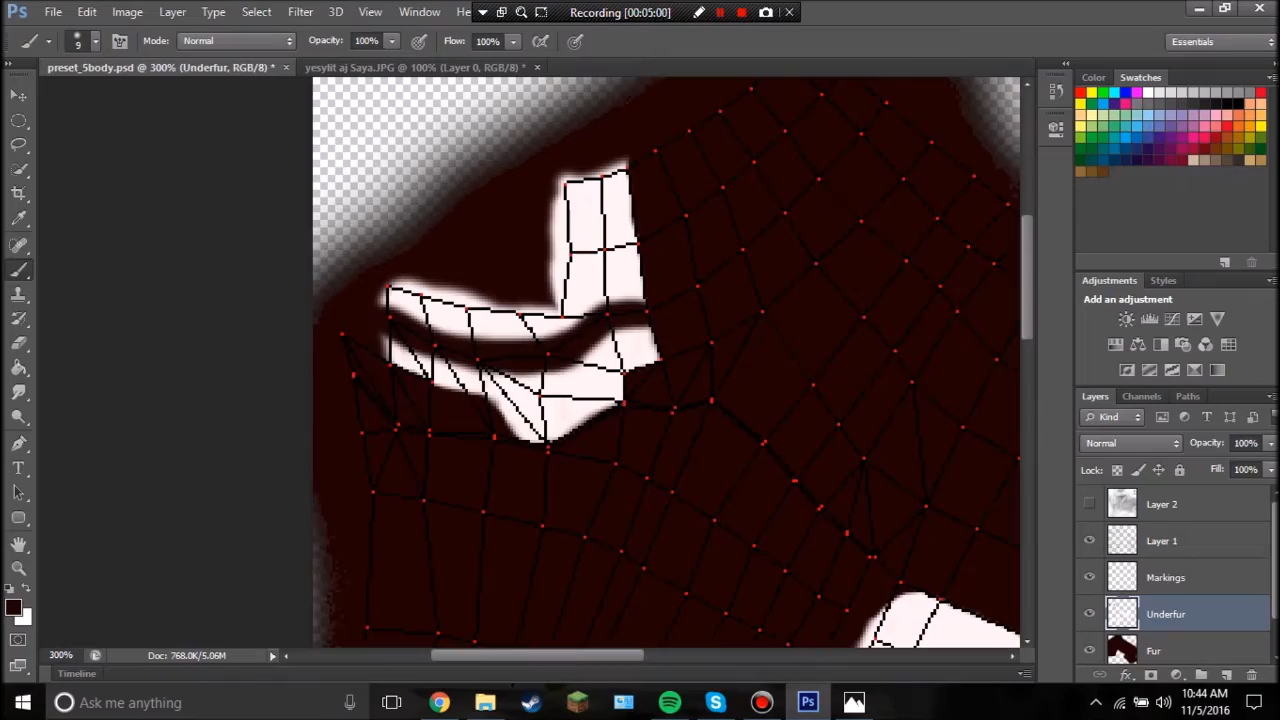 Ps File Edit Image Layer Type Select Filter 3D View Window He
Recording [00:05:00]
9 Mode: Normal Opacity: 100% Flow: 100% Essentials
preset_5body.psd @ 300% (Underfur, RGB/8) * × yesylit aj Saya.JPG @ 100% (Layer 0, RGB/8*) * ×
Color Swatches
Adjustments Styles
Add an adjustment
Layers Channels Paths
Kind
Normal Opacity: 100%
Lock: Fill: 100%
Layer 2
Layer 1
Markings
Underfur
Fur
300% Doc: 768.0K/5.06M
Timeline
Ask me anything
10:44 AM
11/5/2016